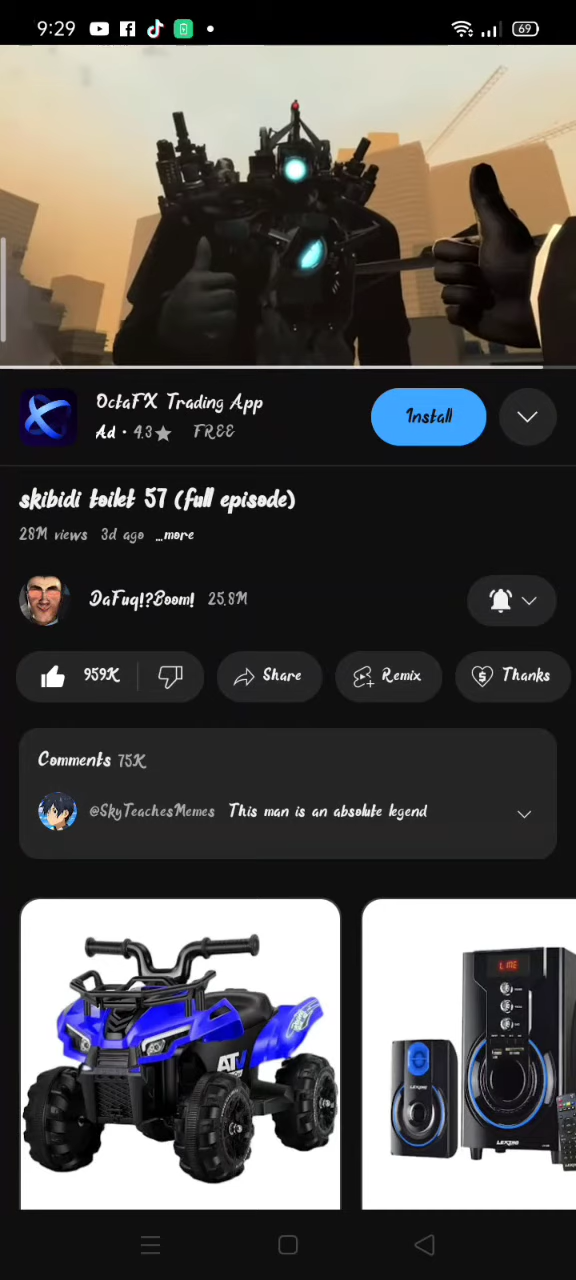 9:29
69
OctaFX Trading App
Install
Ad • 4.3★ FREE
skibidi toilet 57 (full episode)
28M views 3d ago ...more
DaFuq!?Boom! 25.8M
959K
Share
Remix
Thanks
Comments 75K
@SkyTeachesMemes This man is an absolute legend
LINE
ATJ